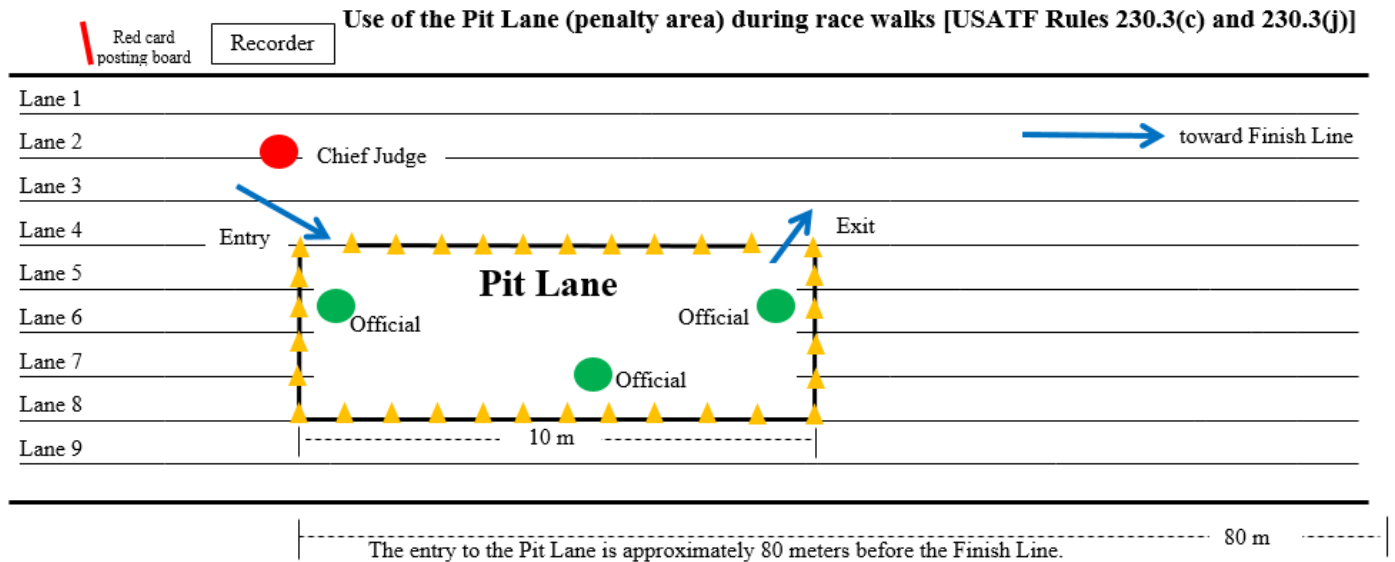 Use of the Pit Lane (penalty area) during race walks [USATF Rules 230.3(c) and 230.3(j)]
Red card
posting board
Recorder
Lane 1
Lane 2
toward Finish Line
Chief Judge
Lane 3
Lane 4
Entry
Exit
Lane 5
Pit Lane
Lane 6
Official
Official
Lane 7
Official
Lane 8
10 m
Lane 9
80 m
The entry to the Pit Lane is approximately 80 meters before the Finish Line.